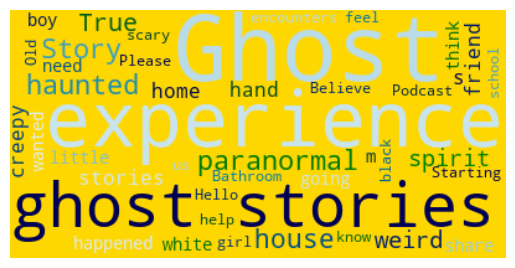 boy True encounters feel
scary Ghost think friend
Old Story Please s school
need
haunted home hand Believe Podcast
wanted experience
creepy little us paranormal m black spirit
stories Bathroom going Starting
ghost stories
Hello
help
happened white girl house know weird share